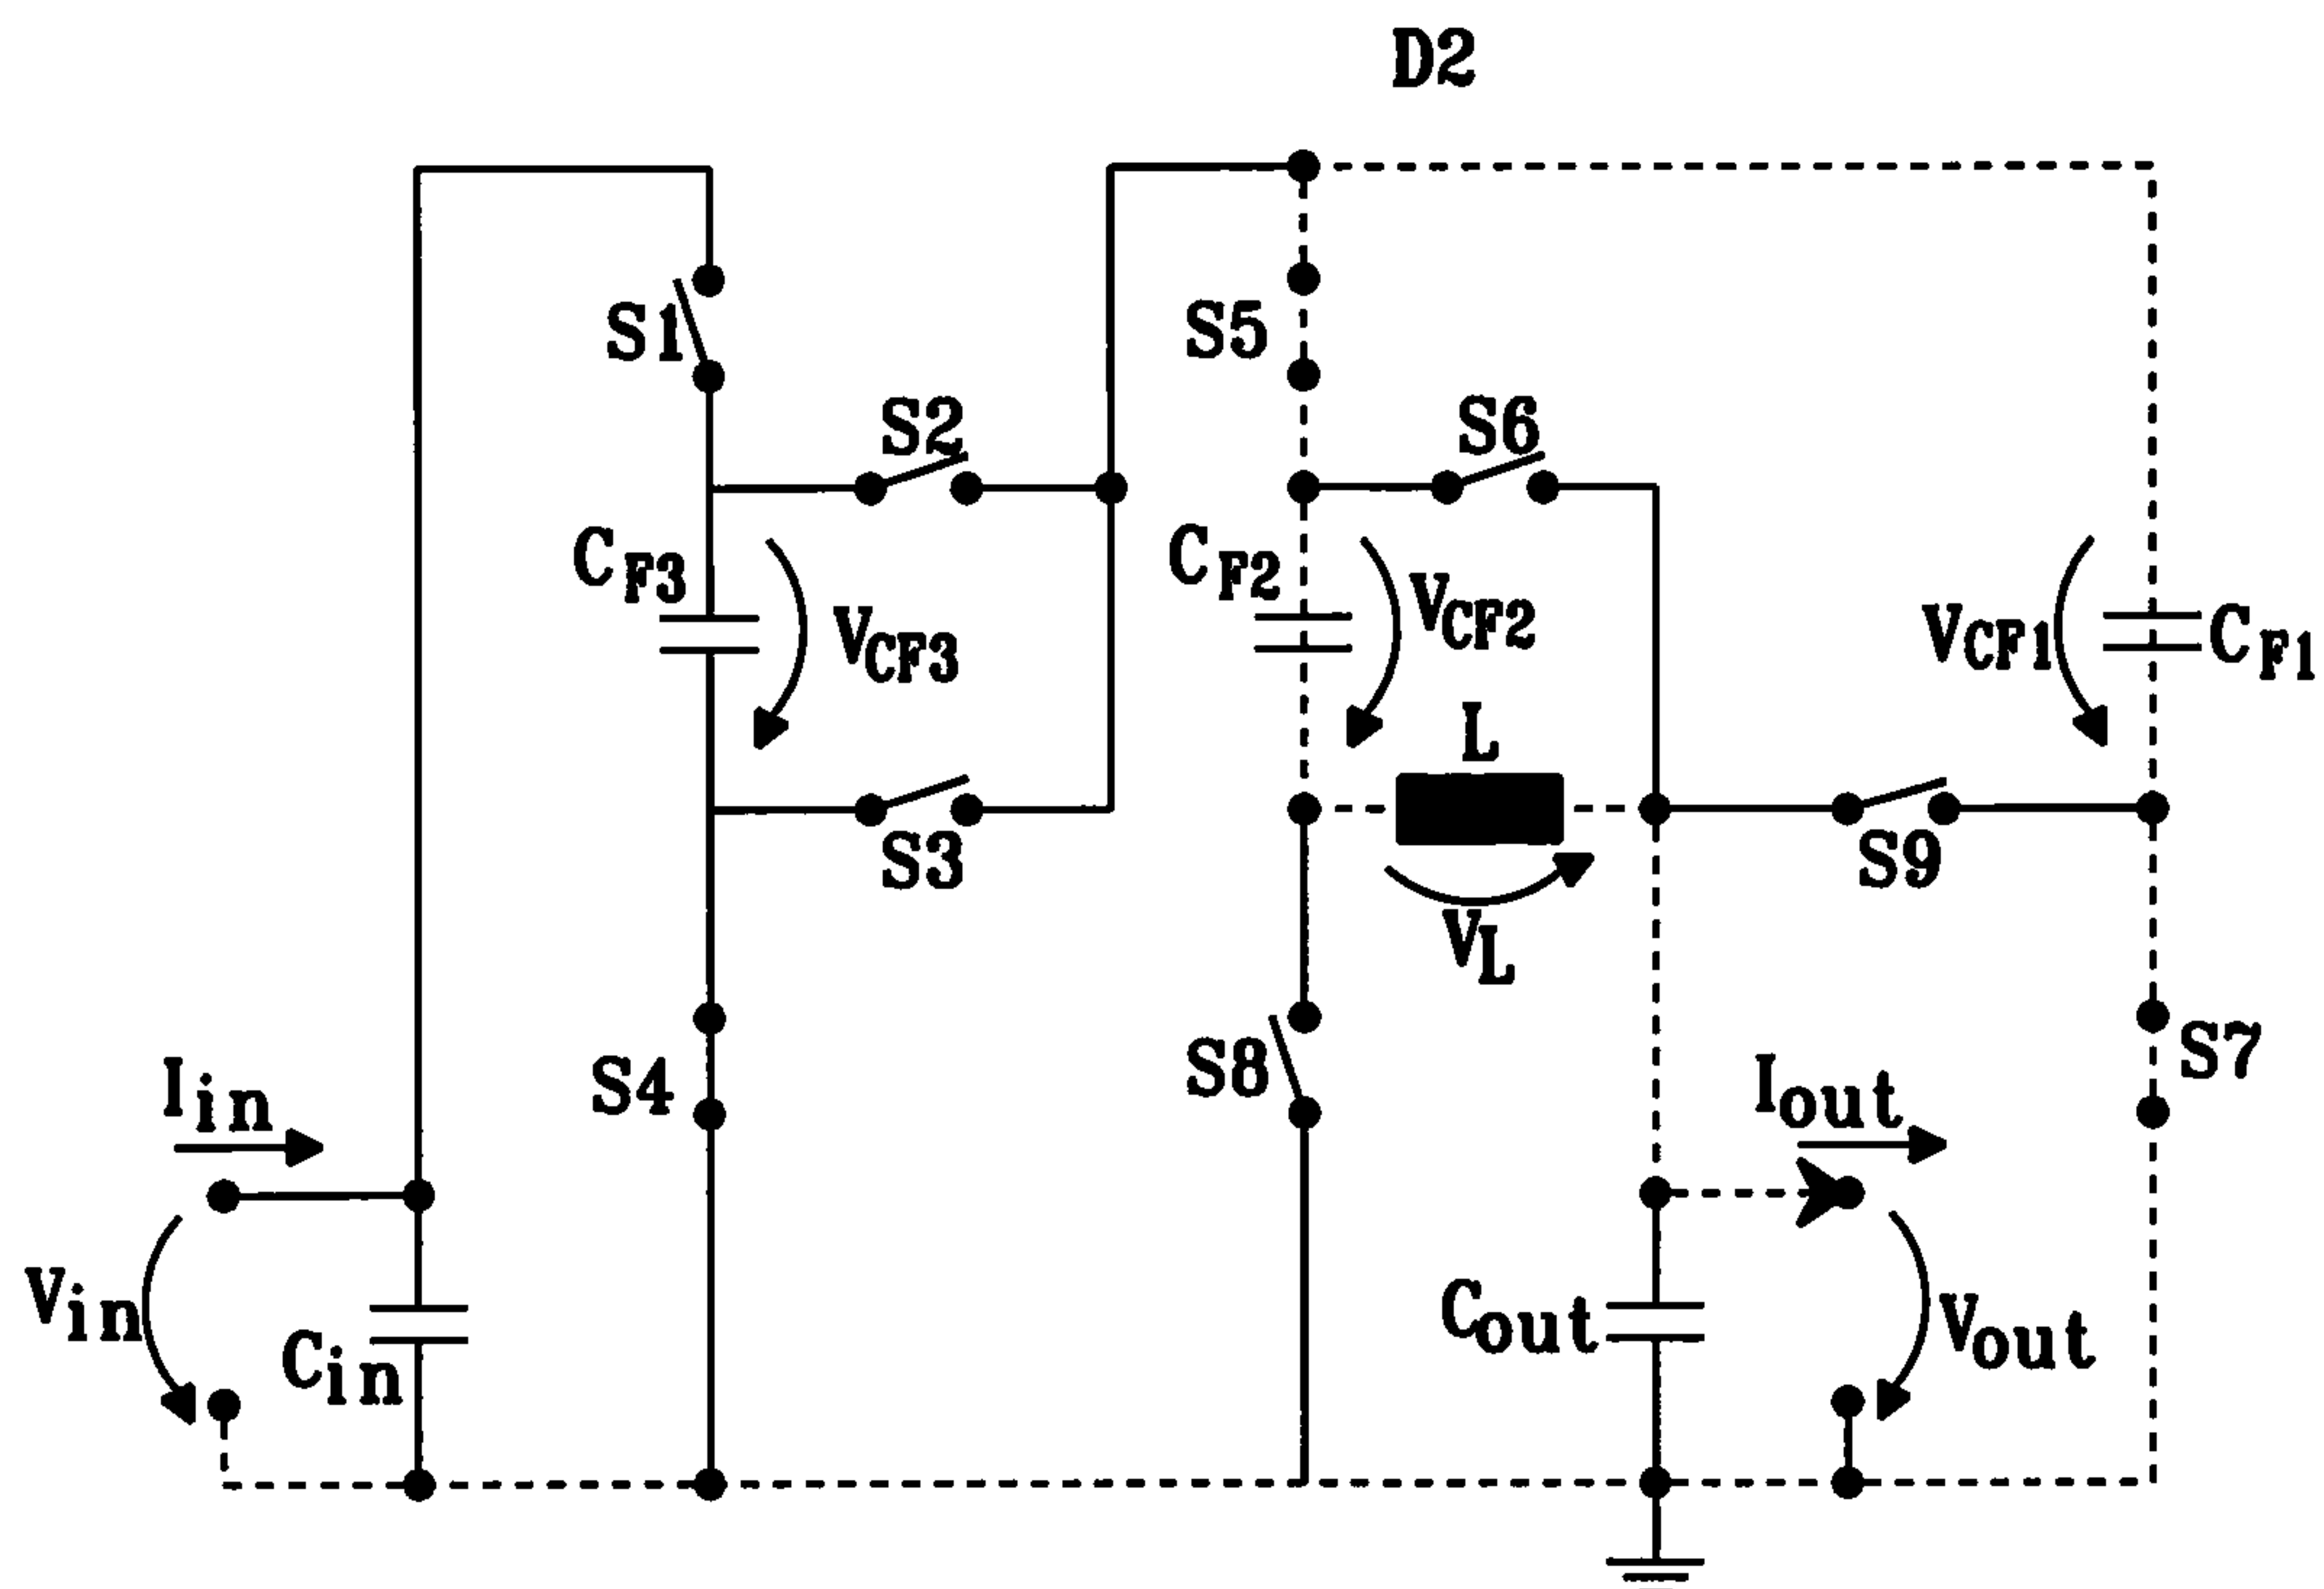 D2
S1
S5
S2
S6
CF3
VCF3
CF2
VCF2
VCF1
CF1
L
S3
S9
VL
S4
S8
S7
Iin
Iout
Vin
Cin
Cout
Vout